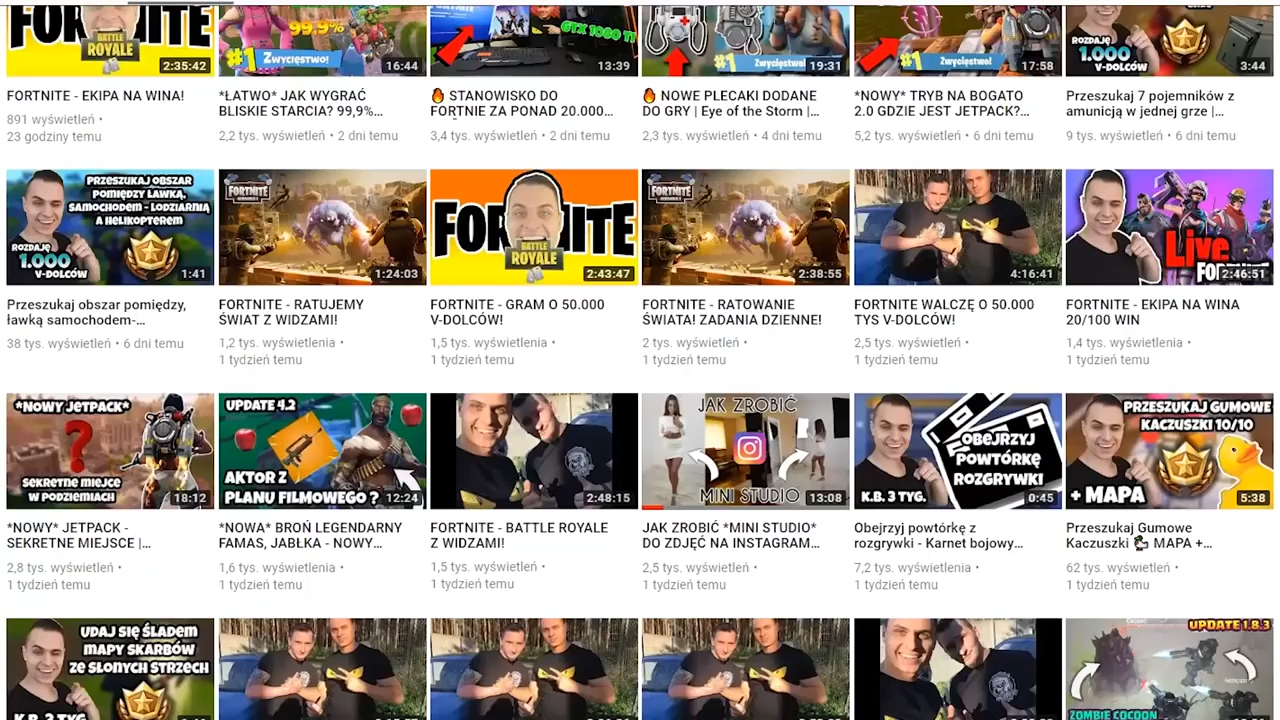 FORTNITE
BATTLE
ROYALE
2:35:42
99,9%
#1 ZWYCIĘSTWO!
16:44
GTX 1080 TI
13:39
#1 Zwycięstwo!
19:31
#1 Zwycięstwo!
17:58
ROZDAJĘ
1.000
V-DOLCÓW
3:44
FORTNITE - EKIPA NA WINA!
891 wyświetleń •
23 godziny temu
*ŁATWO* JAK WYGRAĆ
BLISKIE STARCIA? 99,9%...
2,2 tys. wyświetleń • 2 dni temu
STANOWISKO DO
FORTNIE ZA PONAD 20.000...
3,4 tys. wyświetleń • 2 dni temu
NOWE PLECAKI DODANE
DO GRY | Eye of the Storm |...
2,3 tys. wyświetleń • 4 dni temu
*NOWY* TRYB NA BOGATO
2.0 GDZIE JEST JETPACK?...
5,2 tys. wyświetleń • 6 dni temu
Przeszukaj 7 pojemników z
amunicją w jednej grze |...
9 tys. wyświetleń • 6 dni temu
PRZESZUKAJ OBSZAR
POMIĘDZY ŁAWKĄ,
SAMOCHODEM - LODZIARNIĄ
A HELIKOPTEREM
ROZDAJĘ
1.000
V-DOLCÓW
1:41
FORTNITE
1:24:03
FORTNITE
BATTLE
ROYALE
2:43:47
FORTNITE
2:38:55
4:16:41
Live
FORTNITE
2:46:51
Przeszukaj obszar pomiędzy,
ławką samochodem-...
38 tys. wyświetleń • 6 dni temu
FORTNITE - RATUJEMY
ŚWIAT Z WIDZAMI!
1,2 tys. wyświetlenia •
1 tydzień temu
FORTNITE - GRAM O 50.000
V-DOLCÓW!
1,5 tys. wyświetlenia •
1 tydzień temu
FORTNITE - RATOWANIE
ŚWIATA! ZADANIA DZIENNE!
2 tys. wyświetleń •
1 tydzień temu
FORTNITE WALCZĘ O 50.000
TYS V-DOLCÓW!
2,5 tys. wyświetleń •
1 tydzień temu
FORTNITE - EKIPA NA WINA
20/100 WIN
1,4 tys. wyświetlenia •
1 tydzień temu
*NOWY JETPACK*
?
SEKRETNE MIEJCE
W PODZIEMIACH
18:12
UPDATE 4.2
AKTOR Z
PLANU FILMOWEGO ?
12:24
2:48:15
JAK ZROBIĆ
MINI STUDIO
13:08
OBEJRZYJ
POWTÓRKĘ
ROZGRYWKI
K.B. 3 TYG.
0:45
PRZESZUKAJ GUMOWE
KACZUSZKI 10/10
+ MAPA
5:38
*NOWY* JETPACK -
SEKRETNE MIEJSCE |...
2,8 tys. wyświetleń •
1 tydzień temu
*NOWA* BROŃ LEGENDARNY
FAMAS, JABŁKA - NOWY...
1,6 tys. wyświetleń •
1 tydzień temu
FORTNITE - BATTLE ROYALE
Z WIDZAMI!
1,5 tys. wyświetleń •
1 tydzień temu
JAK ZROBIĆ *MINI STUDIO*
DO ZDJĘĆ NA INSTAGRAM...
2,5 tys. wyświetleń •
1 tydzień temu
Obejrzyj powtórkę z
rozgrywki - Karnet bojowy...
7,2 tys. wyświetlenia •
1 tydzień temu
Przeszukaj Gumowe
Kaczuszki MAPA +...
62 tys. wyświetleń •
1 tydzień temu
UDAJ SIĘ ŚLADEM
MAPY SKARBÓW
ZE SŁONYCH STRZECH
K.B. 3 TYG.
UPDATE 1.8.3
ZOMBIE COCOON